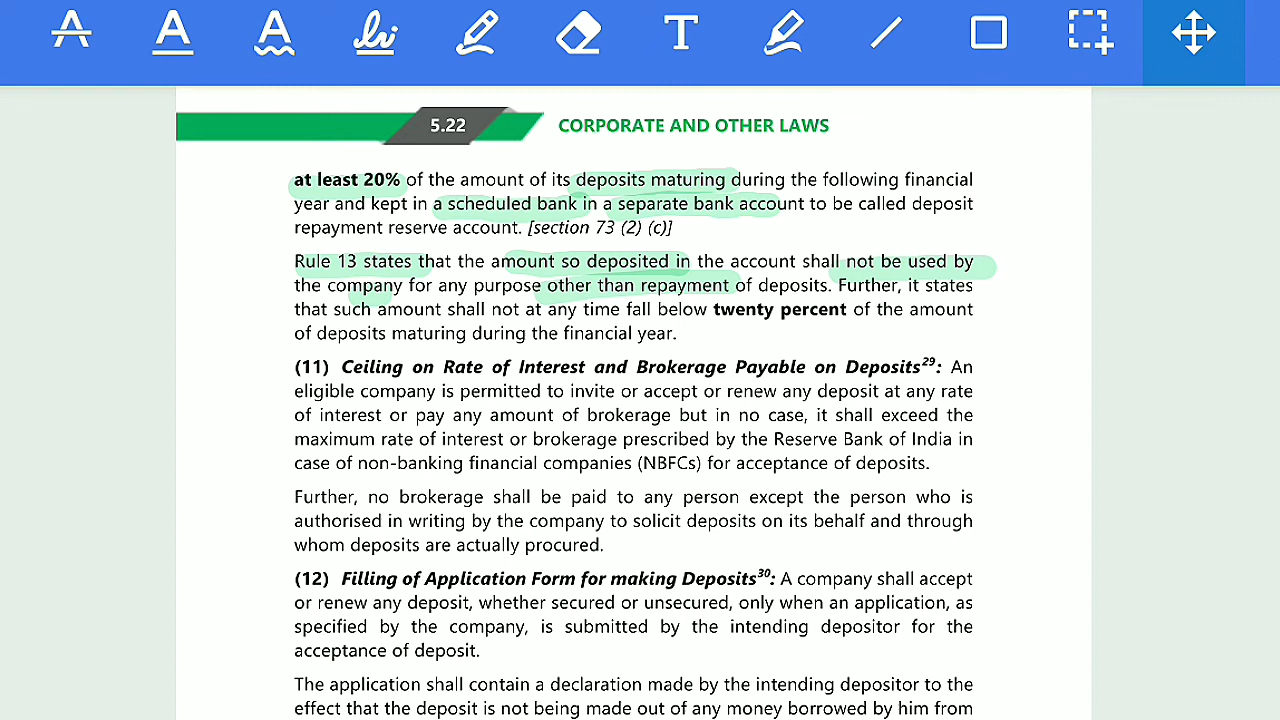 5.22 CORPORATE AND OTHER LAWS
at least 20% of the amount of its deposits maturing during the following financial
year and kept in a scheduled bank in a separate bank account to be called deposit
repayment reserve account. [section 73 (2) (c)]
Rule 13 states that the amount so deposited in the account shall not be used by
the company for any purpose other than repayment of deposits. Further, it states
that such amount shall not at any time fall below twenty percent of the amount
of deposits maturing during the financial year.
(11) Ceiling on Rate of Interest and Brokerage Payable on Deposits29: An
eligible company is permitted to invite or accept or renew any deposit at any rate
of interest or pay any amount of brokerage but in no case, it shall exceed the
maximum rate of interest or brokerage prescribed by the Reserve Bank of India in
case of non-banking financial companies (NBFCs) for acceptance of deposits.
Further, no brokerage shall be paid to any person except the person who is
authorised in writing by the company to solicit deposits on its behalf and through
whom deposits are actually procured.
(12) Filling of Application Form for making Deposits30: A company shall accept
or renew any deposit, whether secured or unsecured, only when an application, as
specified by the company, is submitted by the intending depositor for the
acceptance of deposit.
The application shall contain a declaration made by the intending depositor to the
effect that the deposit is not being made out of any money borrowed by him from